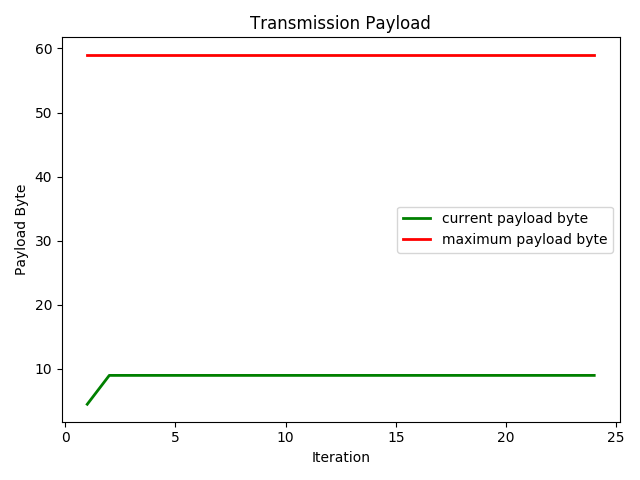 Transmission Payload
60
50
40
30
20
10
Payload Byte
current payload byte
maximum payload byte
0 5 10 15 20 25
Iteration